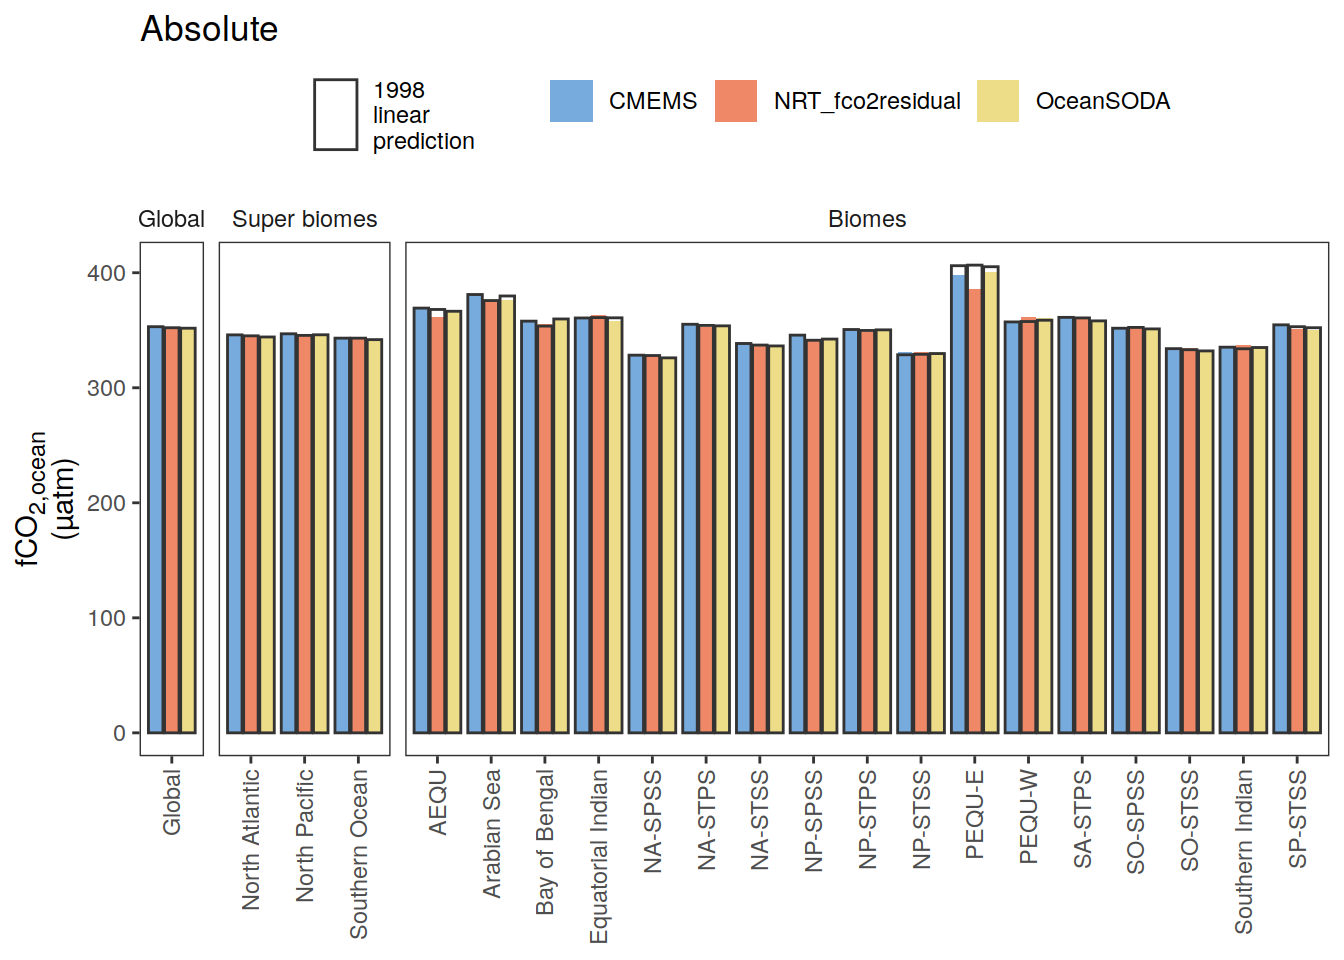 Absolute
1998
linear
prediction
CMEMS
NRT_fco2residual
OceanSODA
Global
Super biomes
Biomes
fCO2,ocean
(µatm)
400
300
200
100
0
Global
North Atlantic
North Pacific
Southern Ocean
AEQU
Arabian Sea
Bay of Bengal
Equatorial Indian
NA-SPSS
NA-STPS
NA-STSS
NP-SPSS
NP-STPS
NP-STSS
PEQU-E
PEQU-W
SA-STPS
SO-SPSS
SO-STSS
Southern Indian
SP-STSS